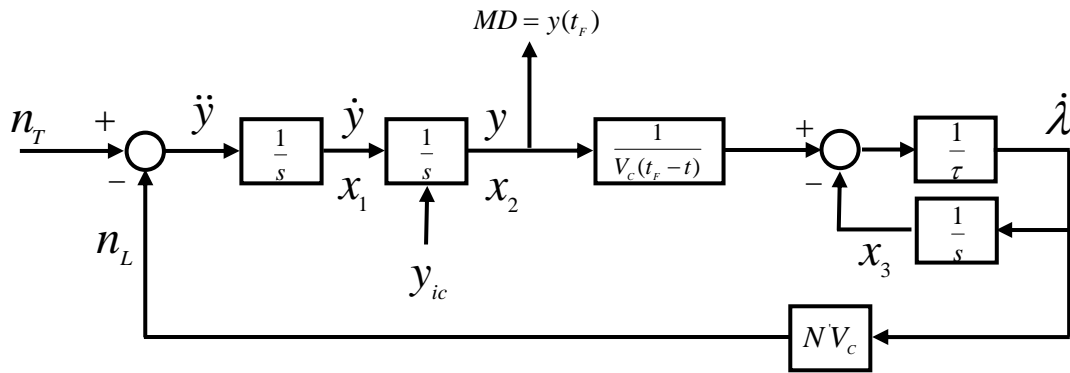 MD = y(t_F)
n_T
+
−
ÿ
1/s
ẏ
x_1
1/s
y
x_2
y_ic
1/(V_C(t_F − t))
+
−
1/τ
λ̇
1/s
x_3
n_L
N'V_C